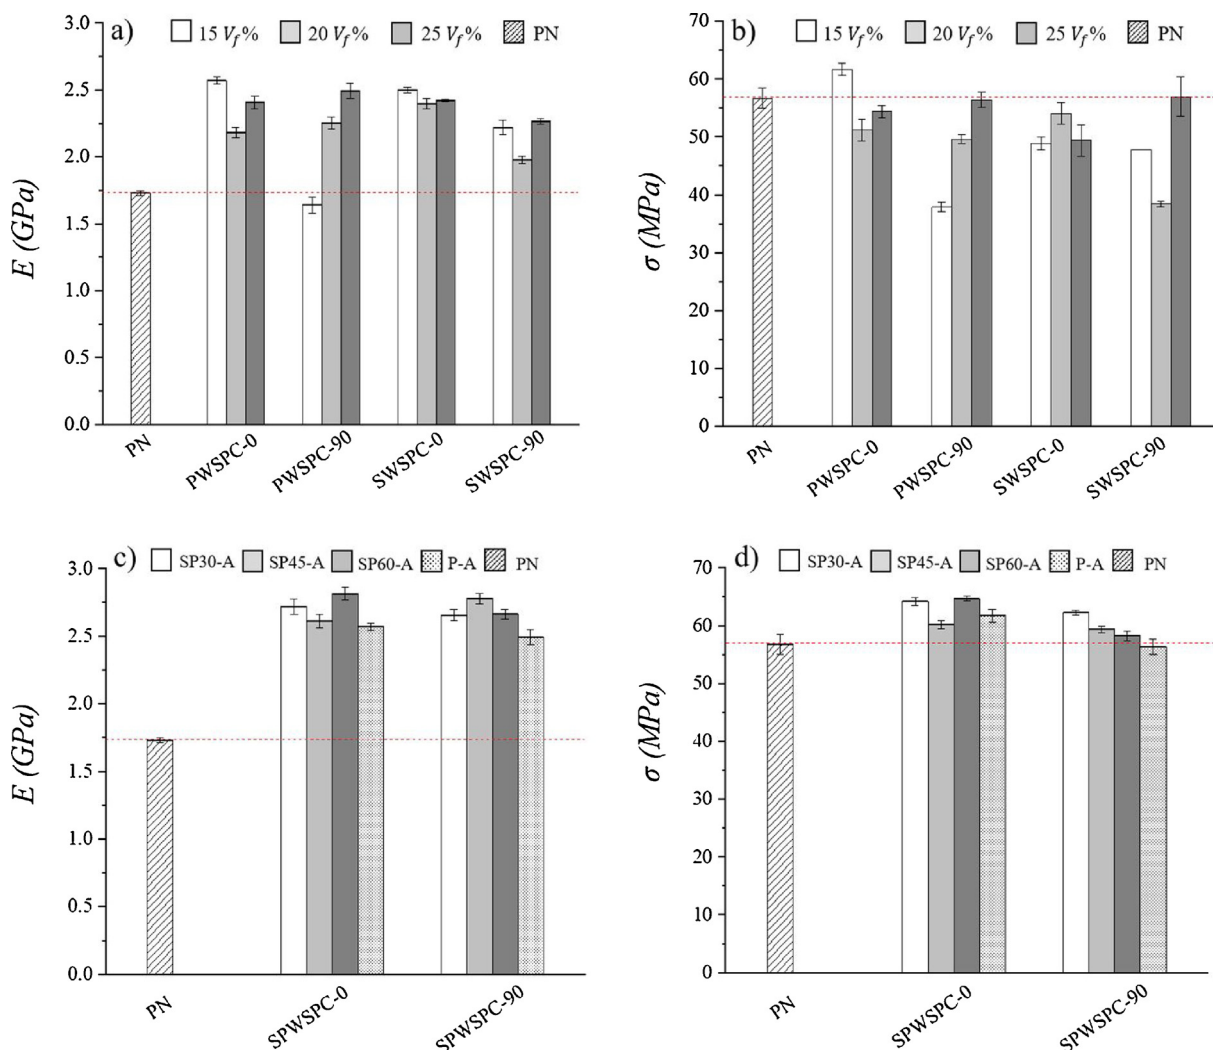 a) 15 Vf% 20 Vf% 25 Vf% PN
3.0
2.5
2.0
1.5
1.0
0.5
0.0
E (GPa)
PN PWSPC-0 PWSPC-90 SWSPC-0 SWSPC-90
b) 15 Vf% 20 Vf% 25 Vf% PN
70
60
50
40
30
20
10
0
σ (MPa)
PN PWSPC-0 PWSPC-90 SWSPC-0 SWSPC-90
c) SP30-A SP45-A SP60-A P-A PN
3.0
2.5
2.0
1.5
1.0
0.5
0.0
E (GPa)
PN SPWSPC-0 SPWSPC-90
d) SP30-A SP45-A SP60-A P-A PN
70
60
50
40
30
20
10
0
σ (MPa)
PN SPWSPC-0 SPWSPC-90